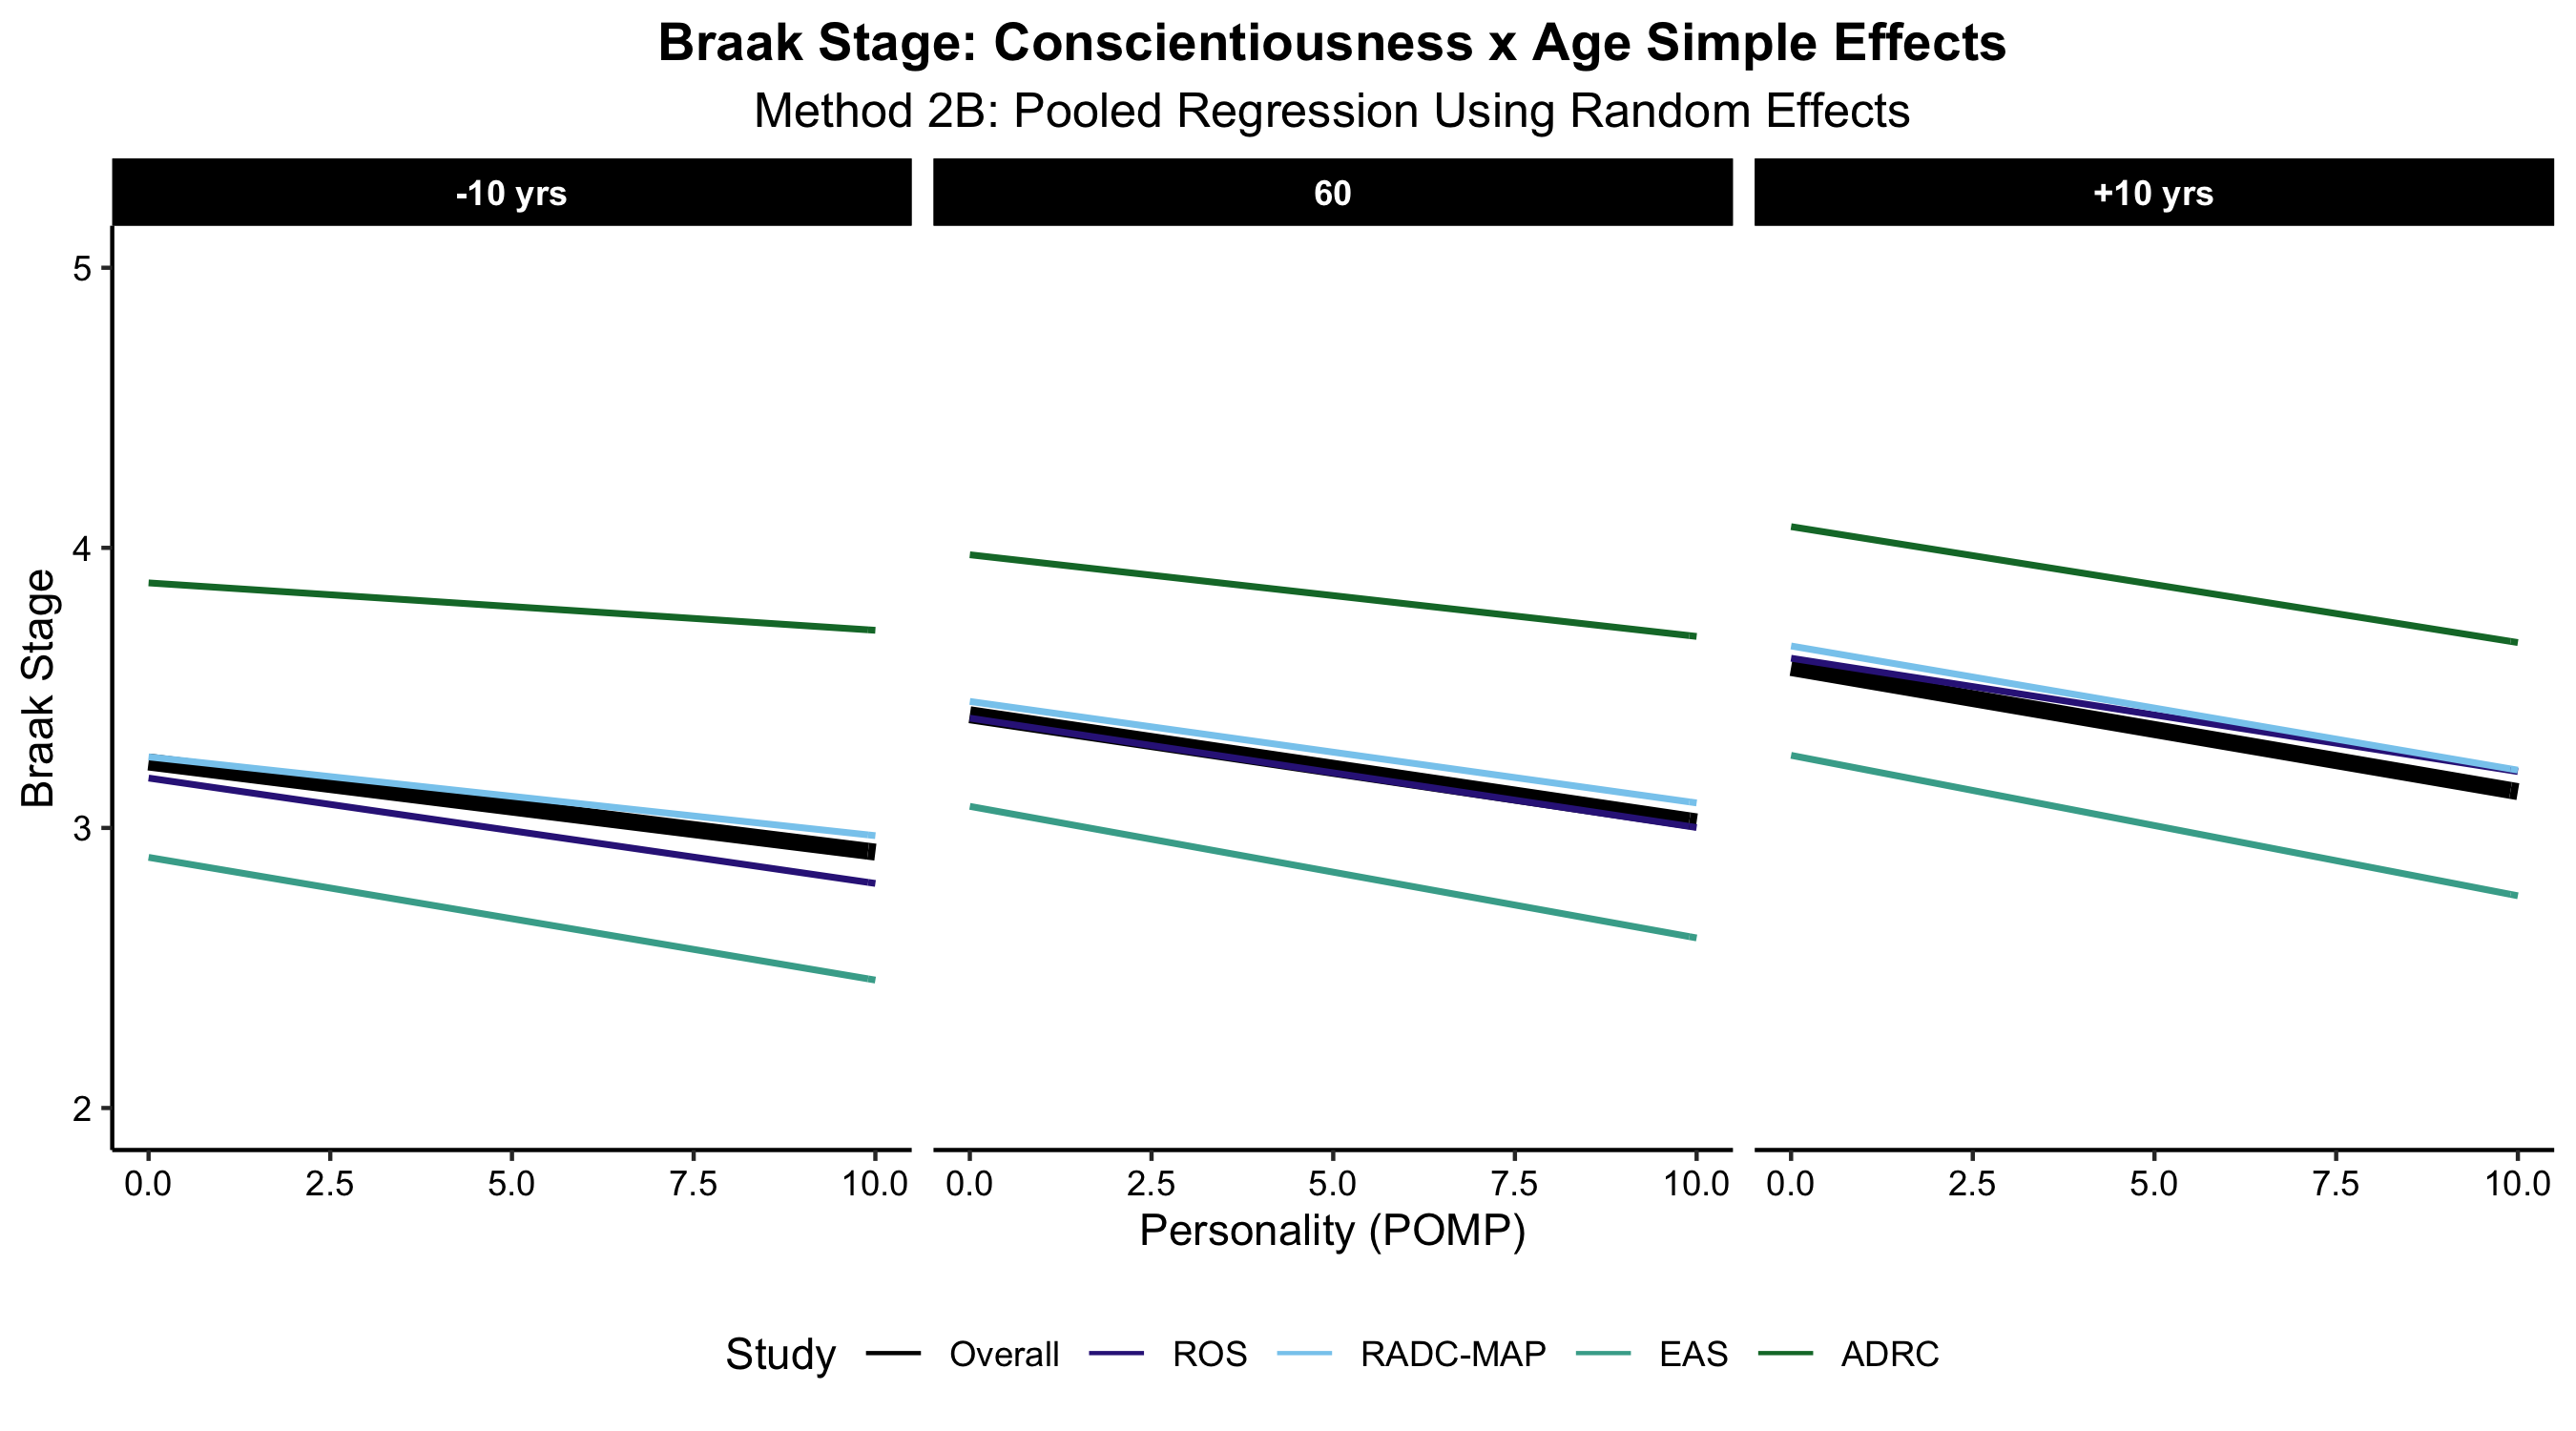 Braak Stage: Conscientiousness x Age Simple Effects
Method 2B: Pooled Regression Using Random Effects
-10 yrs 60 +10 yrs
5
4
3
2
Braak Stage
0.0 2.5 5.0 7.5 10.0 0.0 2.5 5.0 7.5 10.0 0.0 2.5 5.0 7.5 10.0
Personality (POMP)
Study Overall ROS RADC-MAP EAS ADRC